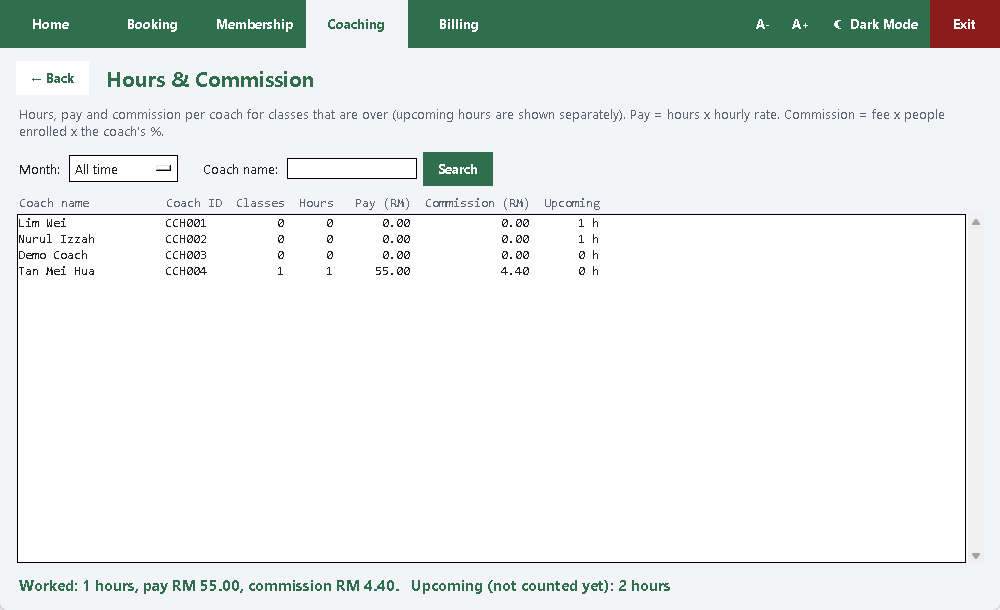 Home Booking Membership Coaching Billing A- A+ ☾ Dark Mode Exit
← Back Hours & Commission
Hours, pay and commission per coach for classes that are over (upcoming hours are shown separately). Pay = hours x hourly rate. Commission = fee x people
enrolled x the coach's %.
Month: All time Coach name: Search
Coach name Coach ID Classes Hours Pay (RM) Commission (RM) Upcoming
Lim Wei CCH001 0 0 0.00 0.00 1 h
Nurul Izzah CCH002 0 0 0.00 0.00 1 h
Demo Coach CCH003 0 0 0.00 0.00 0 h
Tan Mei Hua CCH004 1 1 55.00 4.40 0 h
Worked: 1 hours, pay RM 55.00, commission RM 4.40. Upcoming (not counted yet): 2 hours